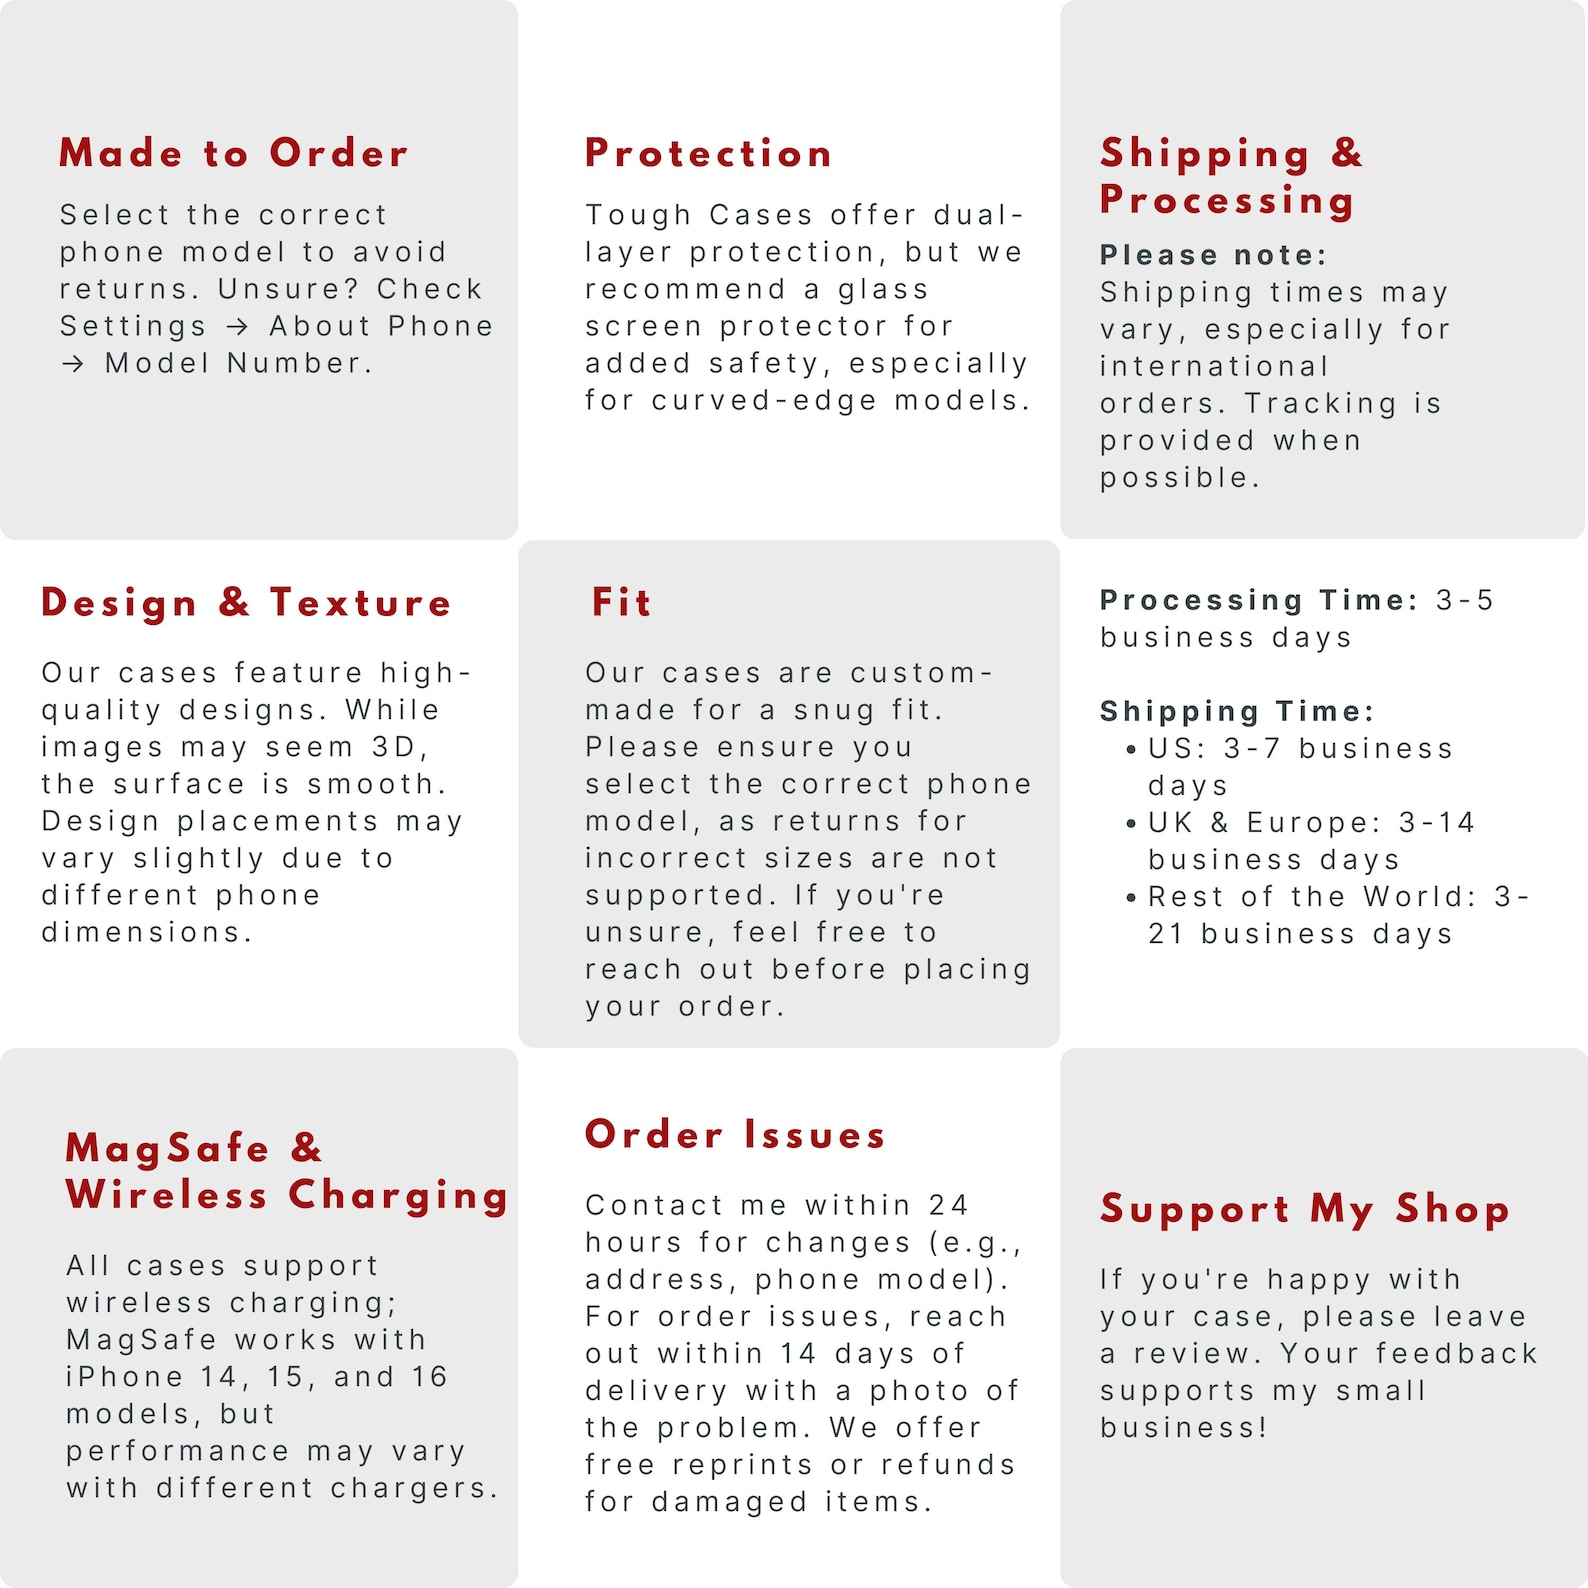 Made to Order
Select the correct
phone model to avoid
returns. Unsure? Check
Settings → About Phone
→ Model Number.
Protection
Tough Cases offer dual-
layer protection, but we
recommend a glass
screen protector for
added safety, especially
for curved-edge models.
Shipping &
Processing
Please note:
Shipping times may
vary, especially for
international
orders. Tracking is
provided when
possible.
Design & Texture
Our cases feature high-
quality designs. While
images may seem 3D,
the surface is smooth.
Design placements may
vary slightly due to
different phone
dimensions.
Fit
Our cases are custom-
made for a snug fit.
Please ensure you
select the correct phone
model, as returns for
incorrect sizes are not
supported. If you're
unsure, feel free to
reach out before placing
your order.
Processing Time: 3-5
business days
Shipping Time:
• US: 3-7 business
days
• UK & Europe: 3-14
business days
• Rest of the World: 3-
21 business days
MagSafe &
Wireless Charging
All cases support
wireless charging;
MagSafe works with
iPhone 14, 15, and 16
models, but
performance may vary
with different chargers.
Order Issues
Contact me within 24
hours for changes (e.g.,
address, phone model).
For order issues, reach
out within 14 days of
delivery with a photo of
the problem. We offer
free reprints or refunds
for damaged items.
Support My Shop
If you're happy with
your case, please leave
a review. Your feedback
supports my small
business!